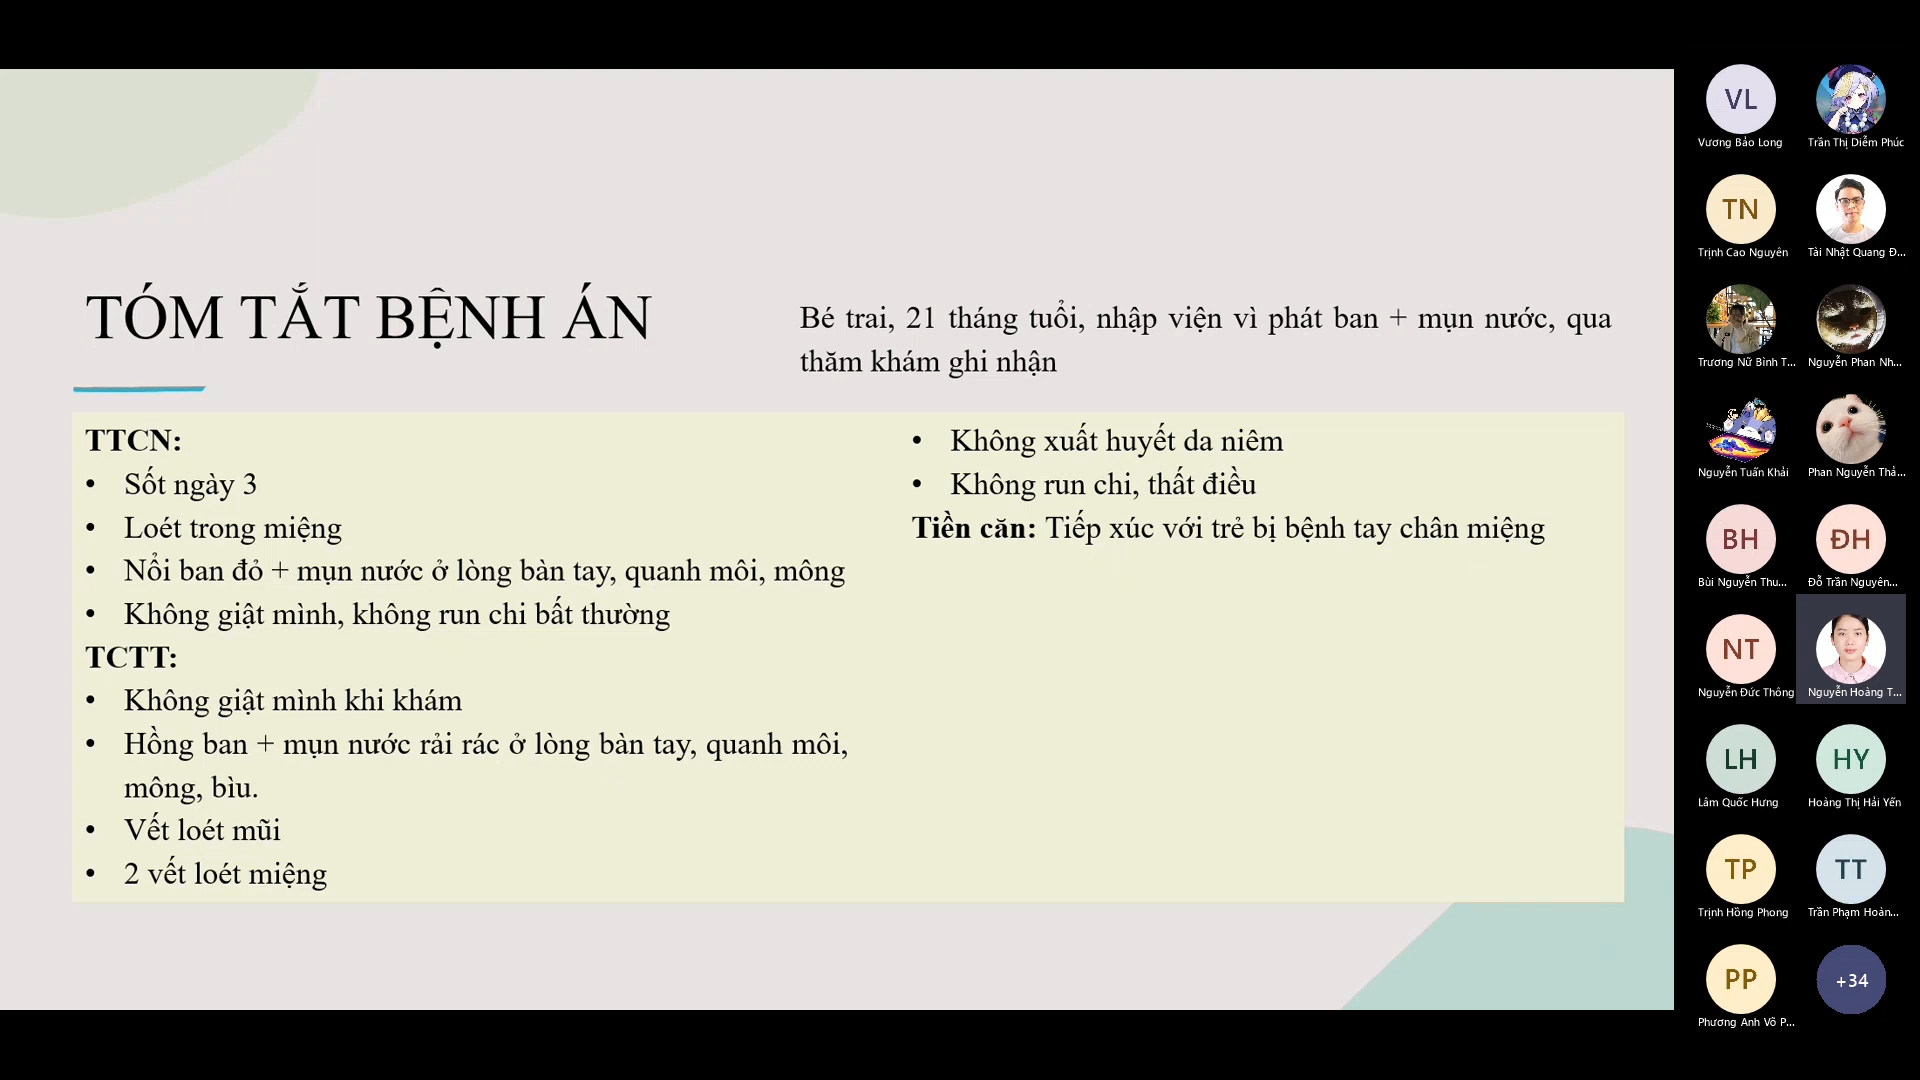 TÓM TẮT BỆNH ÁN
Bé trai, 21 tháng tuổi, nhập viện vì phát ban + mụn nước, qua
thăm khám ghi nhận
TTCN:
• Sốt ngày 3
• Loét trong miệng
• Nổi ban đỏ + mụn nước ở lòng bàn tay, quanh môi, mông
• Không giật mình, không run chi bất thường
TCTT:
• Không giật mình khi khám
• Hồng ban + mụn nước rải rác ở lòng bàn tay, quanh môi,
mông, bìu.
• Vết loét mũi
• 2 vết loét miệng
• Không xuất huyết da niêm
• Không run chi, thất điều
Tiền căn: Tiếp xúc với trẻ bị bệnh tay chân miệng
VL
Vương Bảo Long
Trần Thị Diễm Phúc
TN
Trịnh Cao Nguyên
Tài Nhật Quang Đ...
Trương Nữ Bình T...
Nguyễn Phan Nh...
Nguyễn Tuấn Khải
Phan Nguyễn Thả...
BH
Bùi Nguyễn Thu...
ĐH
Đỗ Trần Nguyên...
NT
Nguyễn Đức Thông
Nguyễn Hoàng T...
LH
Lâm Quốc Hưng
HY
Hoàng Thị Hải Yến
TP
Trịnh Hồng Phong
TT
Trần Phạm Hoàn...
PP
Phương Anh Võ P...
+34